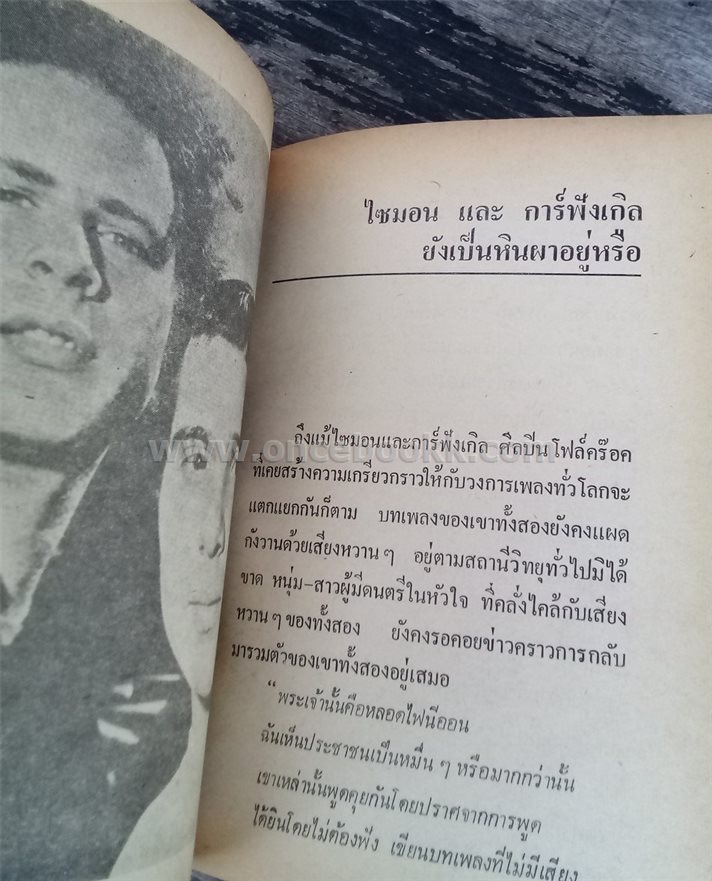 ไซมอน และ การ์ฟังเกิล
ยังเป็นหินผาอยู่หรือ
ถึงแม้ไซมอนและการ์ฟังเกิล ศิลปินโฟล์คร๊อค
www.oncebookk.com
ที่เคยสร้างความเกรียวกราวให้กับวงการเพลงทั่วโลกจะ
แตกแยกกันก็ตาม บทเพลงของเขาทั้งสองยังคงแผด
กังวานด้วยเสียงหวาน ๆ อยู่ตามสถานีวิทยุทั่วไปมิได้
ขาด หนุ่ม-สาวผู้มีดนตรีในหัวใจ ที่คลั่งไคล้กับเสียง
หวาน ๆ ของทั้งสอง ยังคงรอคอยข่าวคราวการกลับ
มารวมตัวของเขาทั้งสองอยู่เสมอ
“พระเจ้านั้นคือหลอดไฟนีออน
ฉันเห็นประชาชนเป็นหมื่น ๆ หรือมากกว่านั้น
เขาเหล่านั้นพูดคุยกันโดยปราศจากการพูด
ได้ยินโดยไม่ต้องฟัง เขียนบทเพลงที่ไม่มีเสียง